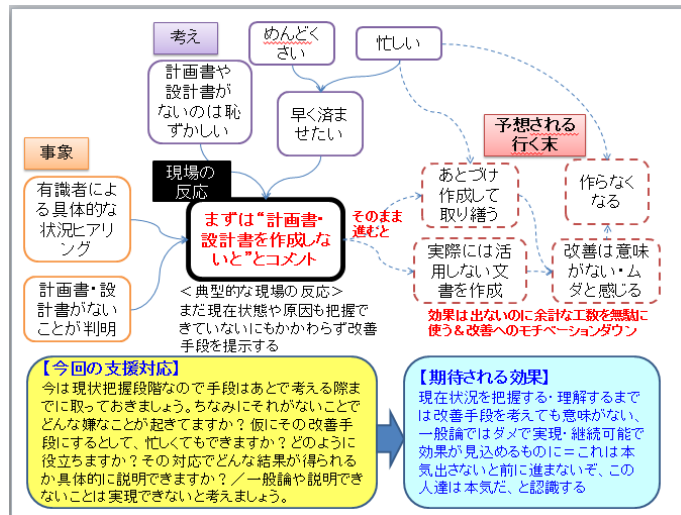 考え
めんどく
さい
忙しい
計画書や
設計書が
ないのは恥
ずかしい
早く済ま
せたい
予想される
行く末
事象
現場の
反応
有識者によ
る具体的な
状況ヒアリ
ング
計画書・設
計書がない
ことが判明
まずは“計画書・
設計書を作成しな
いと”とコメント
そのまま
進むと
あとづけ
作成して
取り繕う
作らなく
なる
実際には活
用しない文
書を作成
改善は意味
がない・ム
ダと感じる
＜典型的な現場の反応＞
まだ現在状態や原因も把握で
きていないにもかかわらず改善
手段を提示する
効果は出ないのに余計な工数を無駄に
使う＆改善へのモチベーションダウン
【今回の支援対応】
今は現状把握段階なので手段はあとで考える際ま
でに取っておきましょう。ちなみにそれがないことで
どんな嫌なことが起きてますか？仮にその改善手
段にするとして、忙しくてもできますか？どのように
役立ちますか？その対応でどんな結果が得られる
か具体的に説明できますか？／一般論や説明でき
ないことは実現できないと考えましょう。
【期待される効果】
現在状況を把握する・理解するまで
は改善手段を考えても意味がない、
一般論ではダメで実現・継続可能で
効果が見込めるものに＝これは本
気出さないと前に進まないぞ、この
人達は本気だ、と認識する